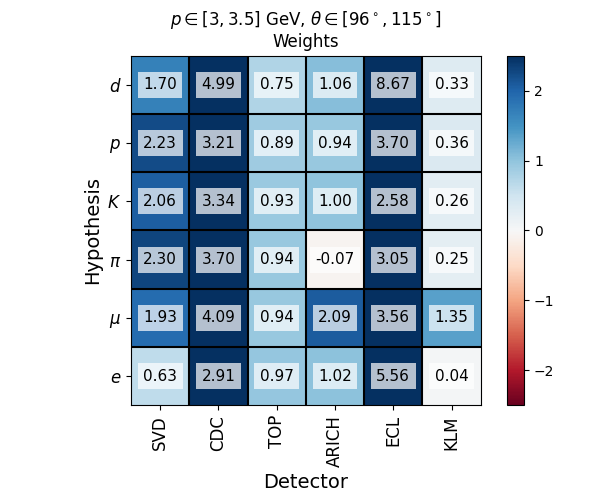 p ∈ [3, 3.5] GeV, θ ∈ [96°, 115°]
Weights
Hypothesis
d 1.70 4.99 0.75 1.06 8.67 0.33
p 2.23 3.21 0.89 0.94 3.70 0.36
K 2.06 3.34 0.93 1.00 2.58 0.26
π 2.30 3.70 0.94 -0.07 3.05 0.25
μ 1.93 4.09 0.94 2.09 3.56 1.35
e 0.63 2.91 0.97 1.02 5.56 0.04
SVD CDC TOP ARICH ECL KLM
Detector
2
1
0
−1
−2